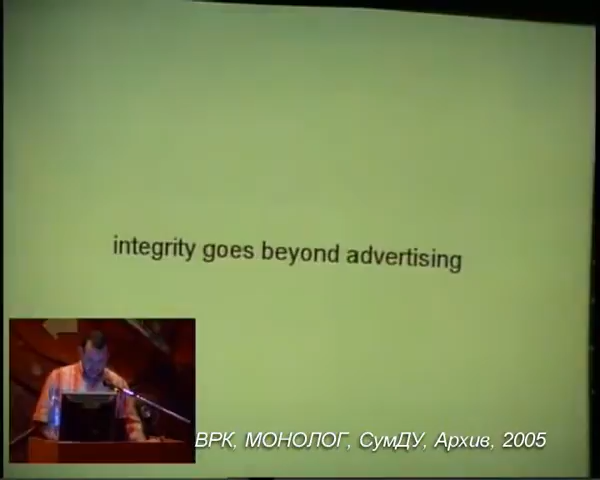 integrity goes beyond advertising
ВРК, МОНОЛОГ, СумДУ, Архив, 2005